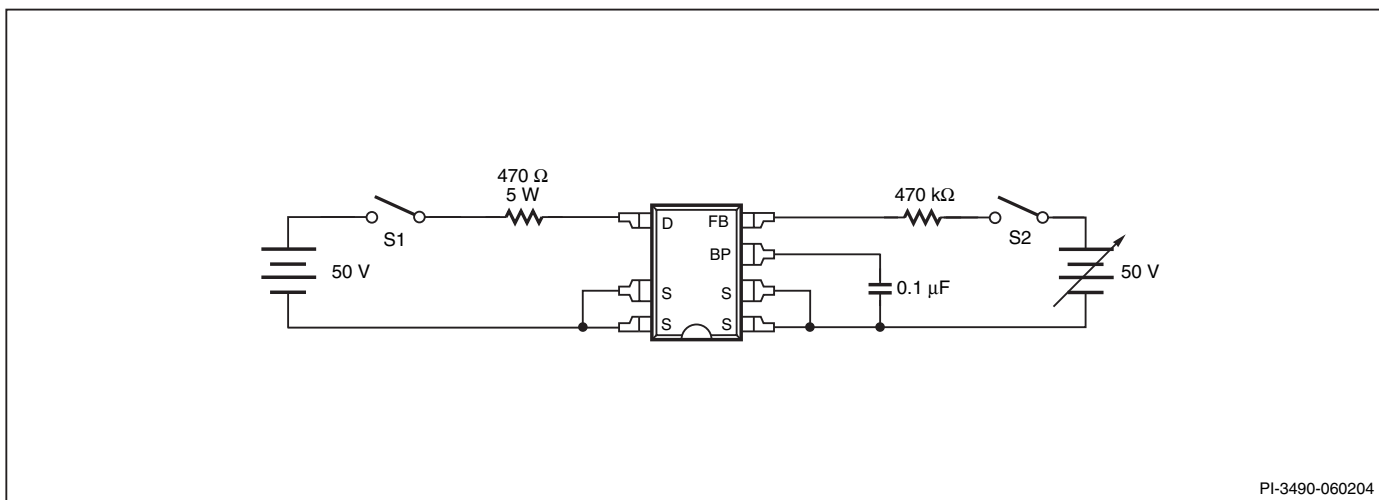 470 Ω
5 W
470 kΩ
S1
S2
D
FB
BP
50 V
50 V
0.1 μF
S
S
S
S
PI-3490-060204